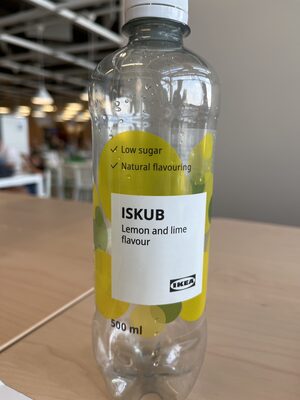 ✓ Low sugar
✓ Natural flavouring
ISKUB
Lemon and lime
flavour
IKEA
500 ml